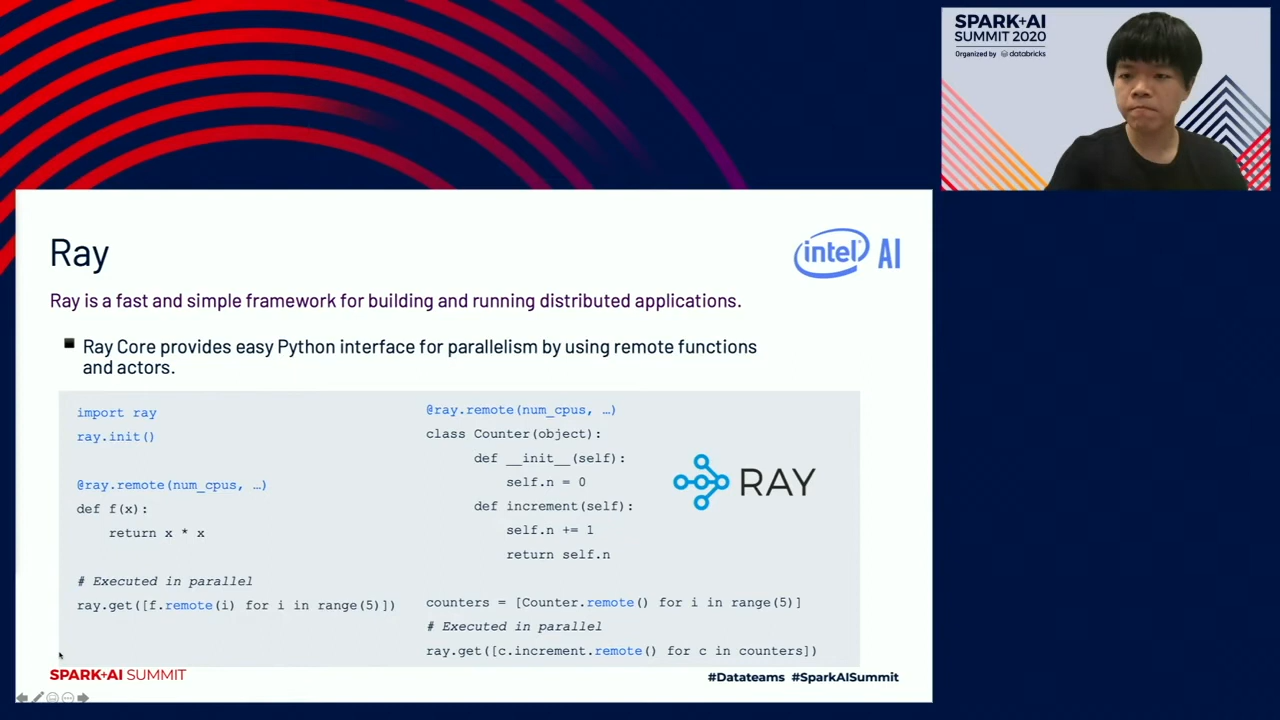 SPARK+AI
SUMMIT 2020
Organized by databricks
Ray
intel AI
Ray is a fast and simple framework for building and running distributed applications.
Ray Core provides easy Python interface for parallelism by using remote functions
and actors.
import ray
ray.init()
@ray.remote(num_cpus, …)
def f(x):
    return x * x
# Executed in parallel
ray.get([f.remote(i) for i in range(5)])
@ray.remote(num_cpus, …)
class Counter(object):
    def __init__(self):
        self.n = 0
    def increment(self):
        self.n += 1
        return self.n
counters = [Counter.remote() for i in range(5)]
# Executed in parallel
ray.get([c.increment.remote() for c in counters])
RAY
SPARK+AI SUMMIT
#Datateams #SparkAISummit